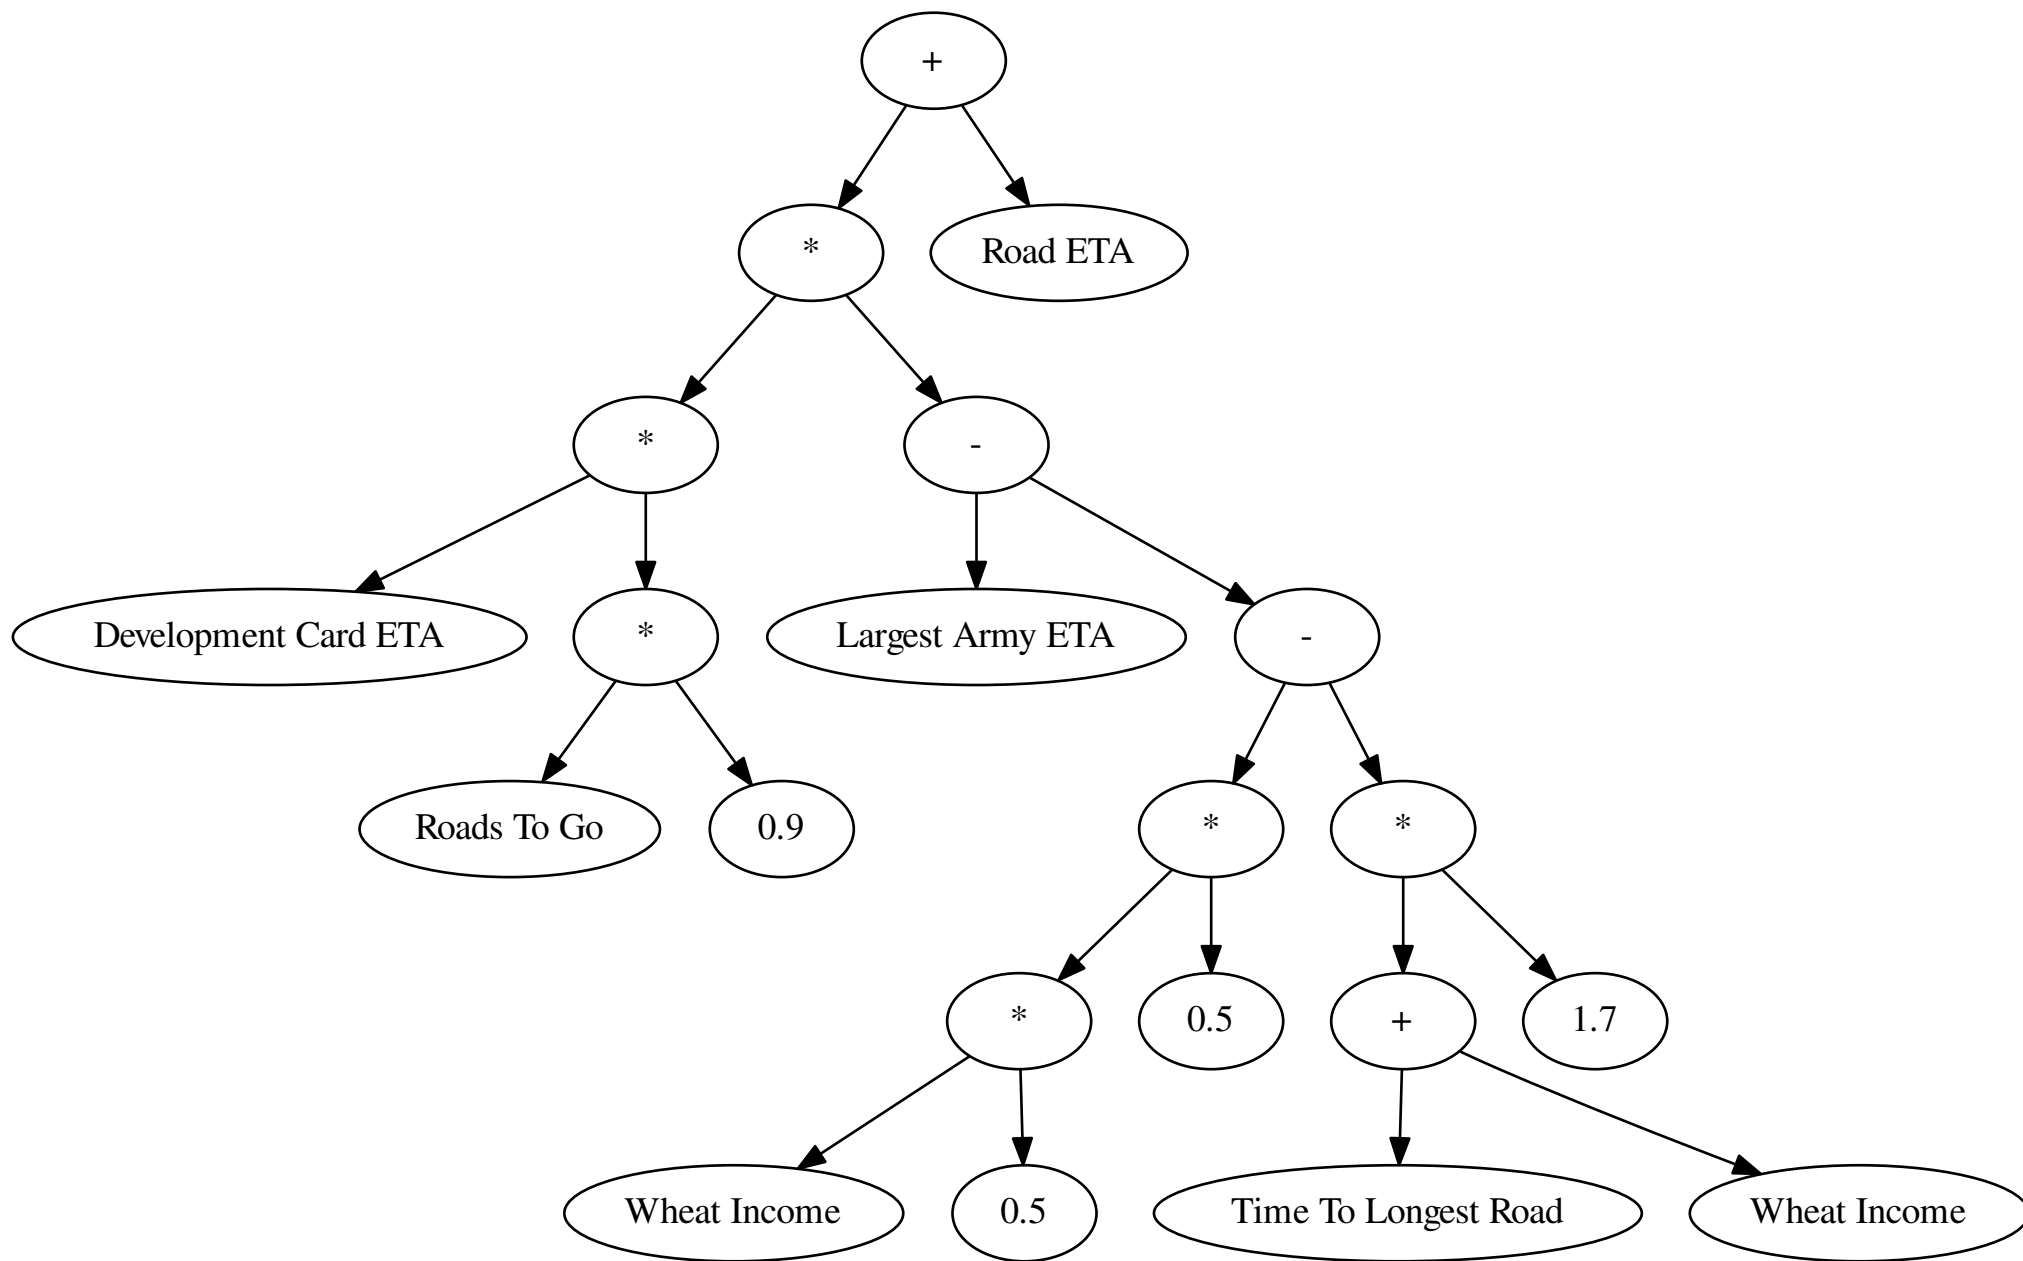 +
*
Road ETA
*
-
Development Card ETA
*
Largest Army ETA
-
Roads To Go
0.9
*
*
*
0.5
+
1.7
Wheat Income
0.5
Time To Longest Road
Wheat Income